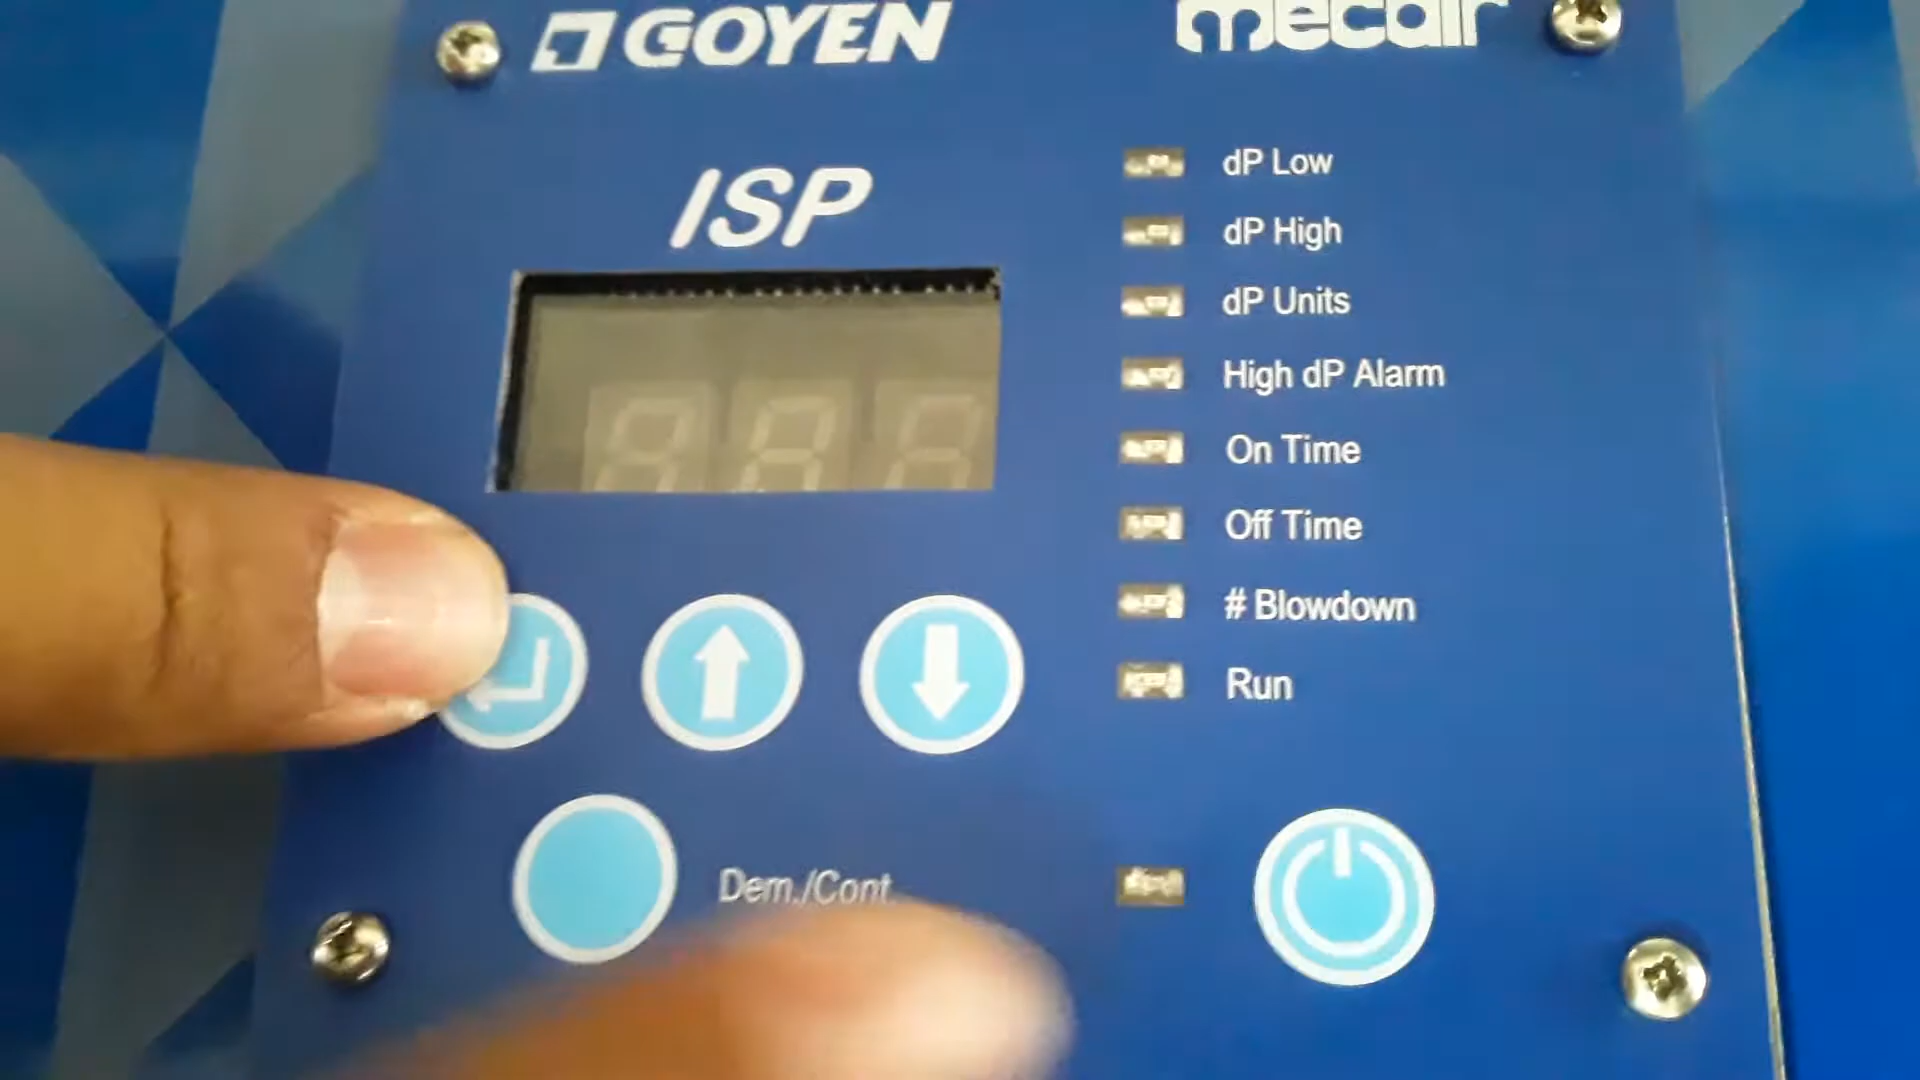 GOYEN
mecair
ISP
dP Low
dP High
dP Units
High dP Alarm
On Time
Off Time
# Blowdown
Run
Dem./Cont.